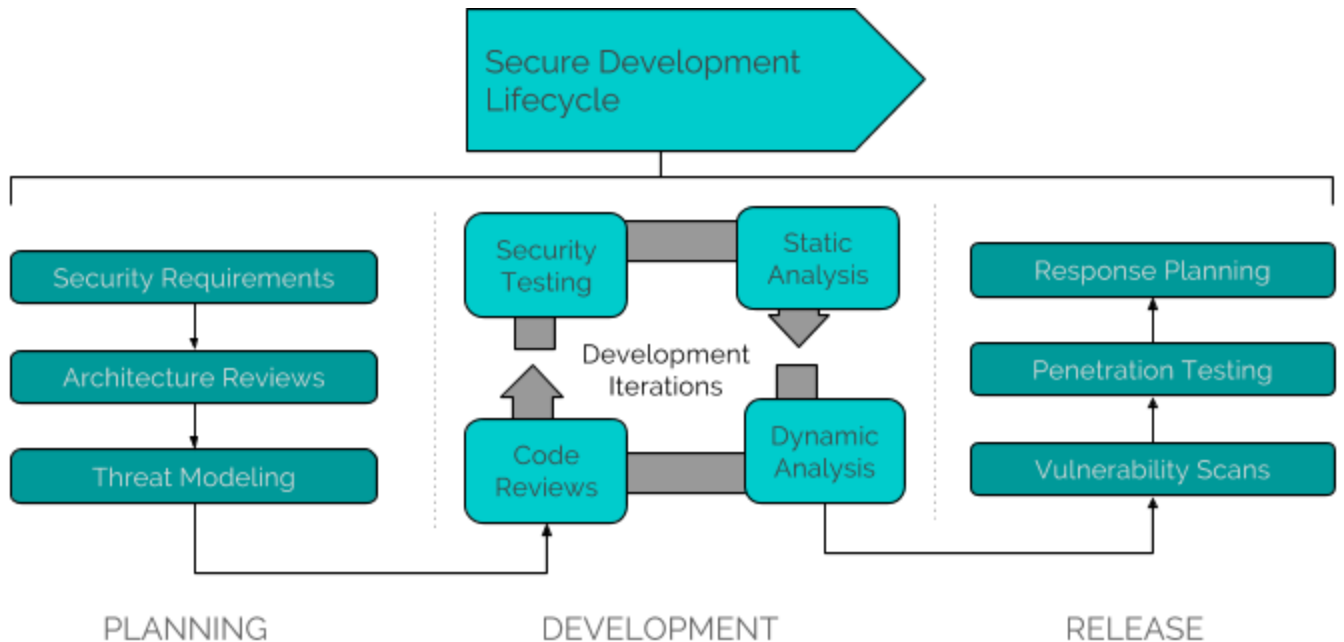 Secure Development
Lifecycle
Security Requirements
Architecture Reviews
Threat Modeling
Security
Testing
Static
Analysis
Development
Iterations
Code
Reviews
Dynamic
Analysis
Response Planning
Penetration Testing
Vulnerability Scans
PLANNING
DEVELOPMENT
RELEASE